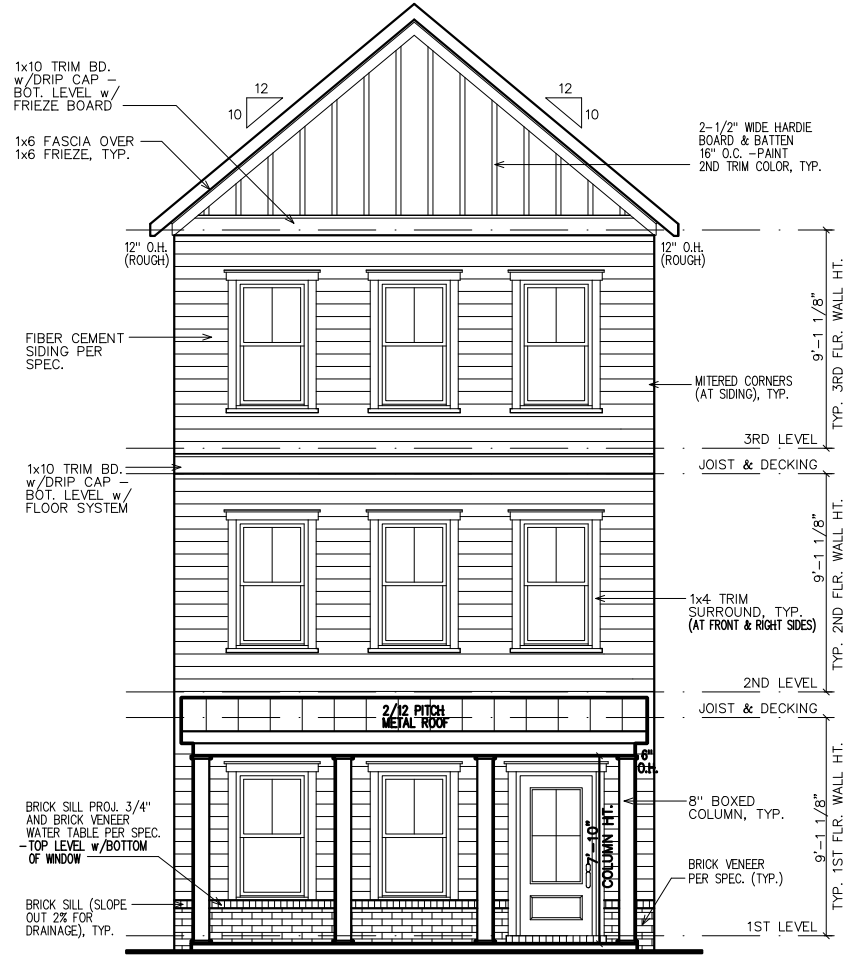 1x10 TRIM BD.
w/DRIP CAP –
BOT. LEVEL w/
FRIEZE BOARD
12
10
12
10
1x6 FASCIA OVER
1x6 FRIEZE, TYP.
2-1/2" WIDE HARDIE
BOARD & BATTEN
16" O.C. –PAINT
2ND TRIM COLOR, TYP.
12" O.H.
(ROUGH)
12" O.H.
(ROUGH)
9'-1 1/8"
TYP. 3RD FLR. WALL HT.
FIBER CEMENT
SIDING PER
SPEC.
MITERED CORNERS
(AT SIDING), TYP.
3RD LEVEL
JOIST & DECKING
1x10 TRIM BD.
w/DRIP CAP –
BOT. LEVEL w/
FLOOR SYSTEM
9'-1 1/8"
TYP. 2ND FLR. WALL HT.
1x4 TRIM
SURROUND, TYP.
(AT FRONT & RIGHT SIDES)
2ND LEVEL
JOIST & DECKING
2/12 PITCH
METAL ROOF
6"
O.H.
9'-1 1/8"
TYP. 1ST FLR. WALL HT.
7'-10"
COLUMN HT.
8" BOXED
COLUMN, TYP.
BRICK SILL PROJ. 3/4"
AND BRICK VENEER
WATER TABLE PER SPEC.
–TOP LEVEL w/BOTTOM
OF WINDOW
BRICK VENEER
PER SPEC. (TYP.)
BRICK SILL (SLOPE
OUT 2% FOR
DRAINAGE), TYP.
1ST LEVEL